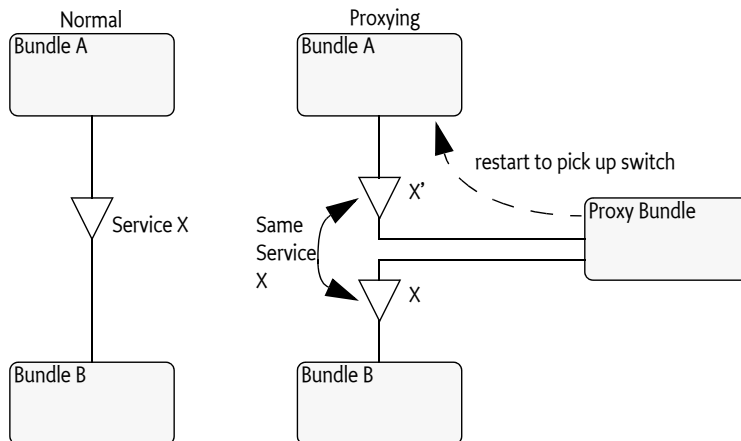 Normal
Bundle A
Service X
Bundle B
Proxying
Bundle A
restart to pick up switch
X’
Proxy Bundle
Same
Service
X
X
Bundle B